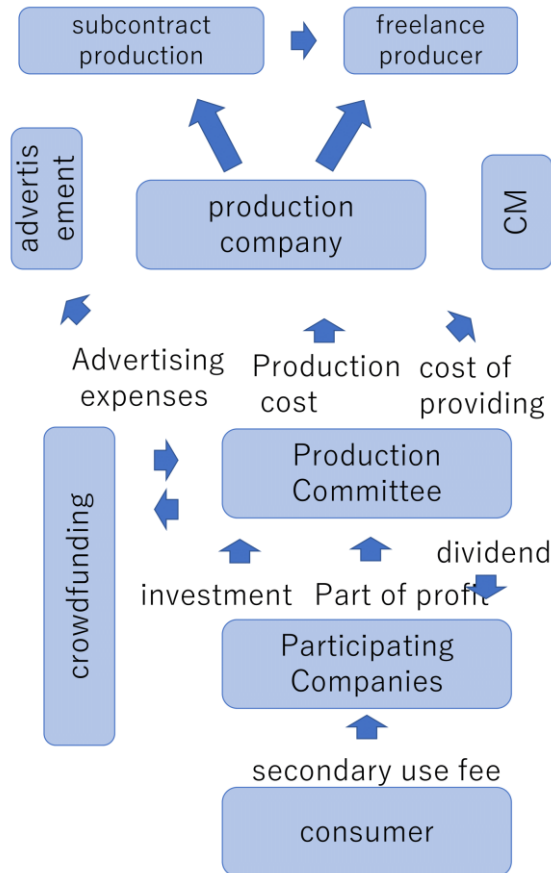 subcontract
production
freelance
producer
advertis
ement
production
company
CM
Advertising
expenses
Production
cost
cost of
providing
crowdfunding
Production
Committee
dividend
investment
Part of profit
Participating
Companies
secondary use fee
consumer